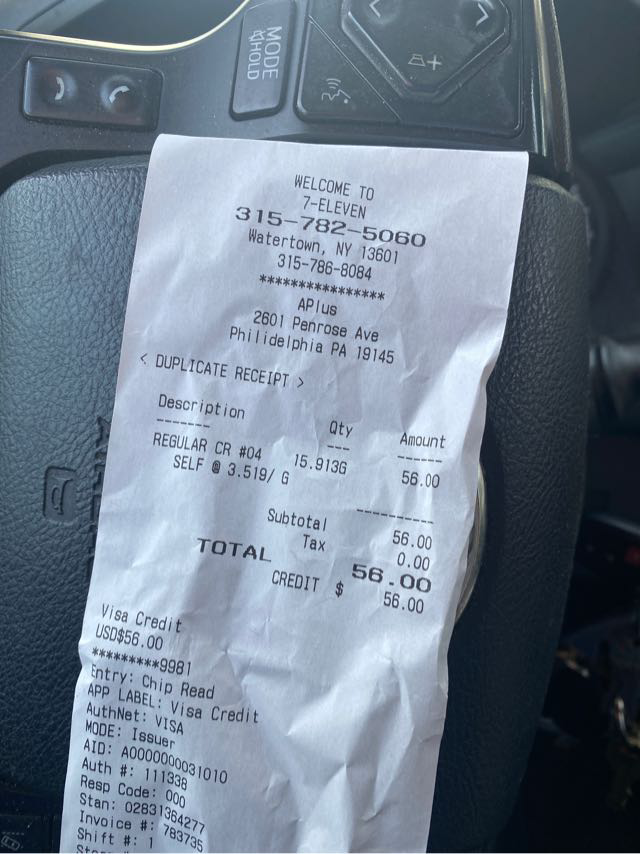 MODE
HOLD
WELCOME TO
7-ELEVEN
315-782-5060
Watertown, NY 13601
315-786-8084
****************
APlus
2601 Penrose Ave
Philidelphia PA 19145
< DUPLICATE RECEIPT >
Description Qty Amount
------- --- ------
REGULAR CR #04 15.913G 56.00
SELF @ 3.519/ G
----------
Subtotal 56.00
Tax 0.00
TOTAL 56.00
CREDIT $ 56.00
Visa Credit
USD$56.00
*********9981
Entry: Chip Read
APP LABEL: Visa Credit
AuthNet: VISA
MODE: Issuer
AID: A0000000031010
Auth #: 111338
Resp Code: 000
Stan: 02831364277
Invoice #: 783735
Shift #: 1